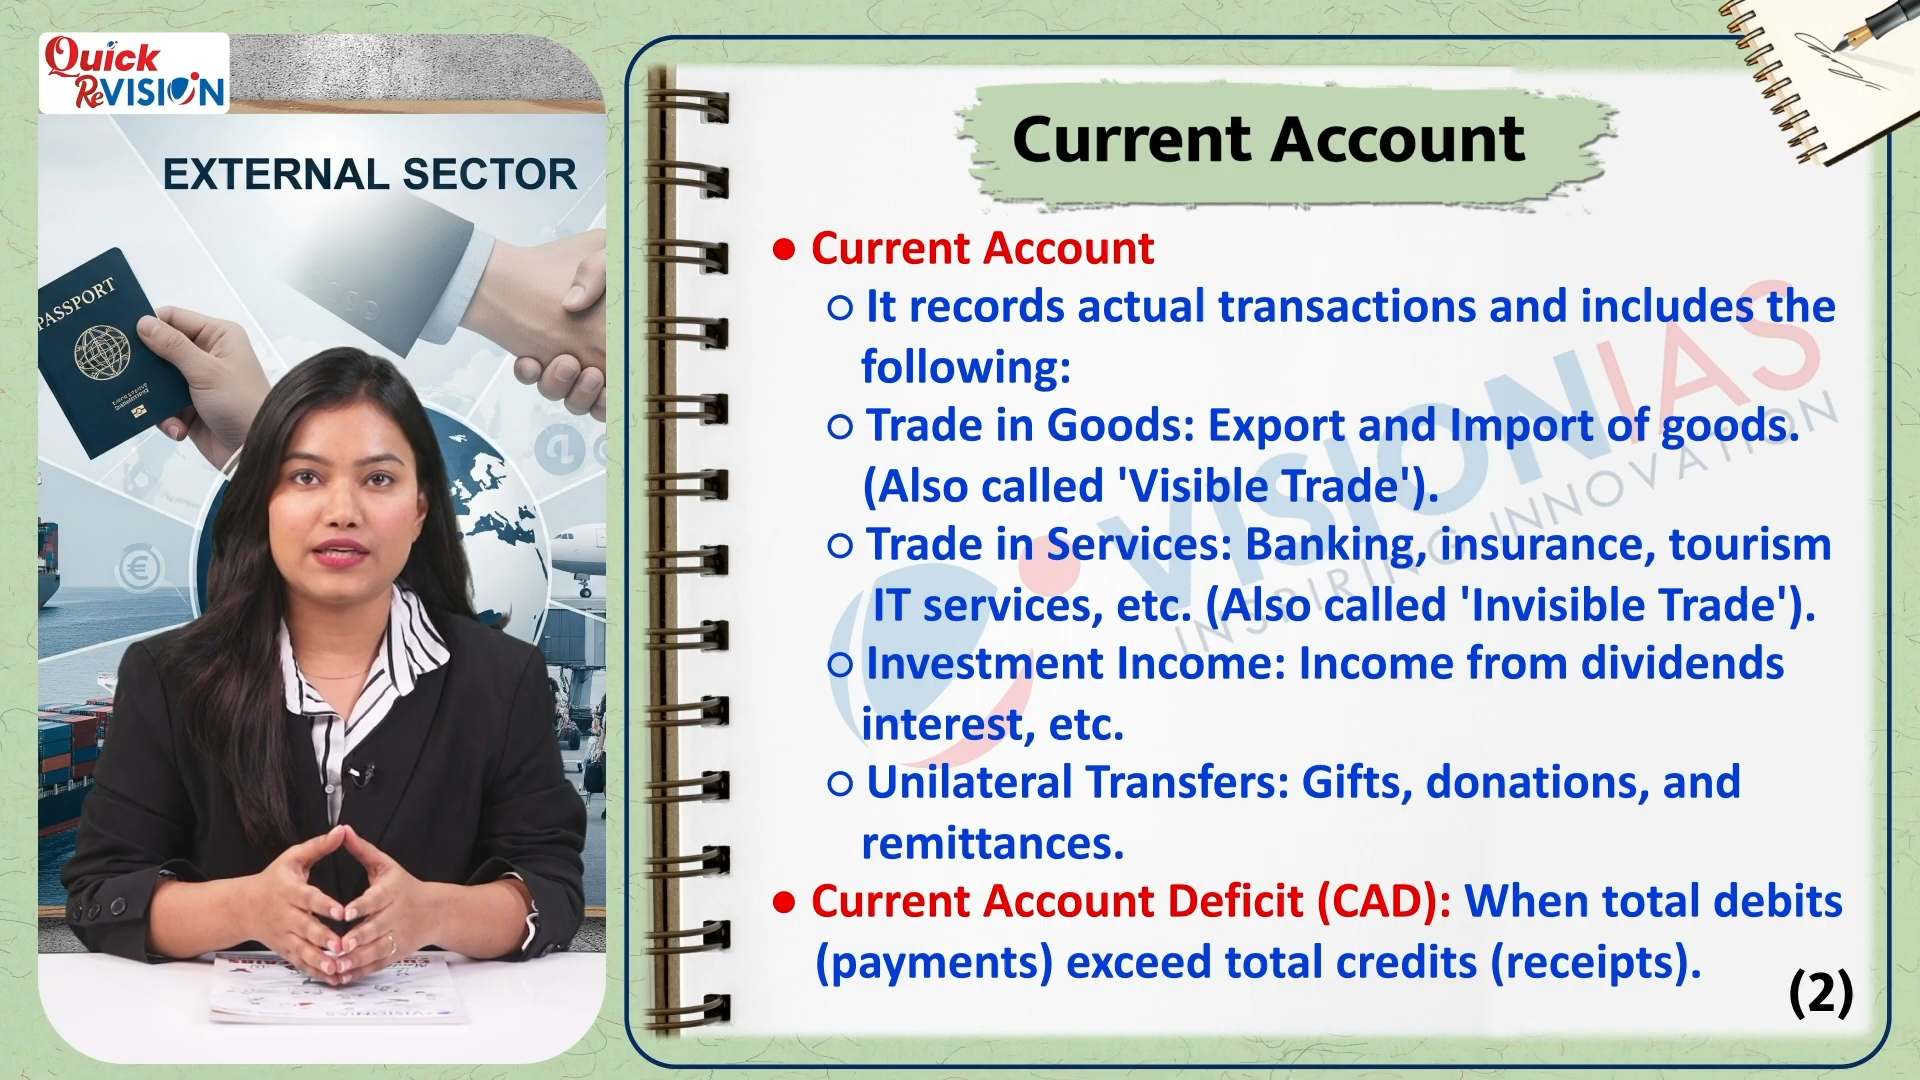 Quick
ReVISION
EXTERNAL SECTOR
PASSPORT
Current Account
● Current Account
○ It records actual transactions and includes the
following:
○ Trade in Goods: Export and Import of goods.
(Also called 'Visible Trade').
○ Trade in Services: Banking, insurance, tourism
IT services, etc. (Also called 'Invisible Trade').
○ Investment Income: Income from dividends
interest, etc.
○ Unilateral Transfers: Gifts, donations, and
remittances.
● Current Account Deficit (CAD): When total debits
(payments) exceed total credits (receipts).
(2)
VISIONIAS
INSPIRING INNOVATION